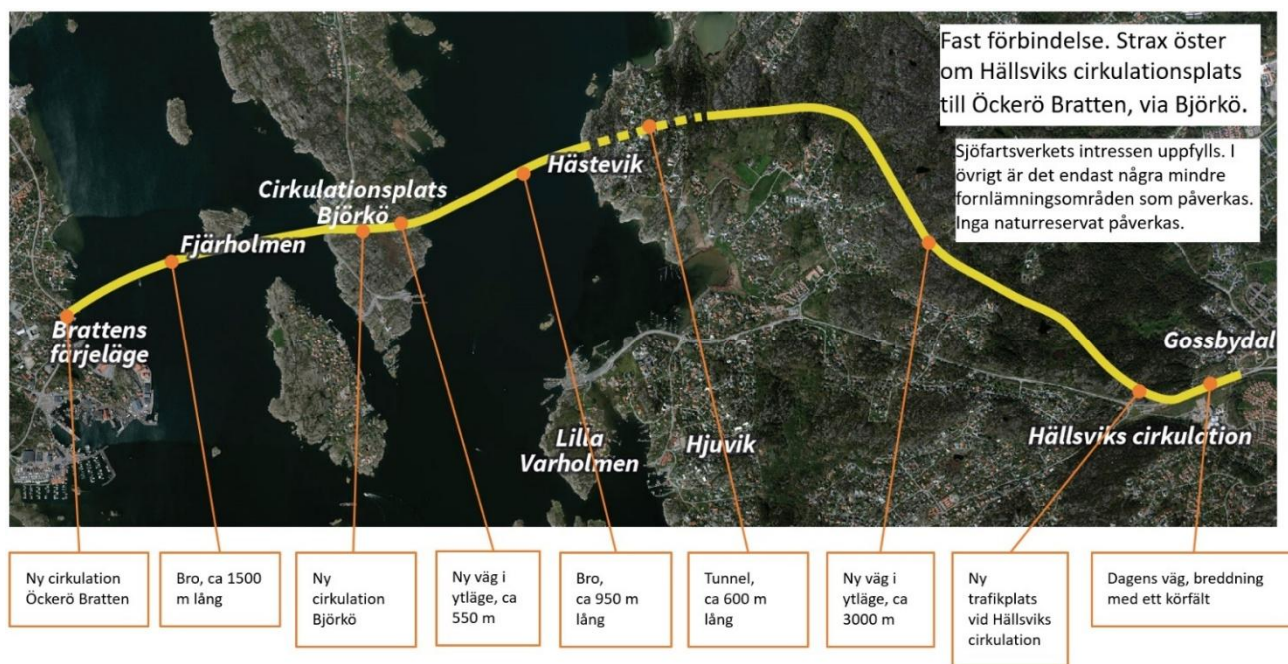 Fast förbindelse. Strax öster
om Hällsviks cirkulationsplats
till Öckerö Bratten, via Björkö.
Sjöfartsverkets intressen uppfylls. I
övrigt är det endast några mindre
fornlämningsområden som påverkas.
Inga naturreservat påverkas.
Hästevik
Cirkulationsplats
Björkö
Fjärholmen
Brattens
färjeläge
Gossbydal
Lilla
Varholmen
Hjuvik
Hällsviks cirkulation
Ny cirkulation
Öckerö Bratten
Bro, ca 1500
m lång
Ny
cirkulation
Björkö
Ny väg i
ytläge, ca
550 m
Bro,
ca 950 m
lång
Tunnel,
ca 600 m
lång
Ny väg i
ytläge, ca
3000 m
Ny
trafikplats
vid Hällsviks
cirkulation
Dagens väg, breddning
med ett körfält